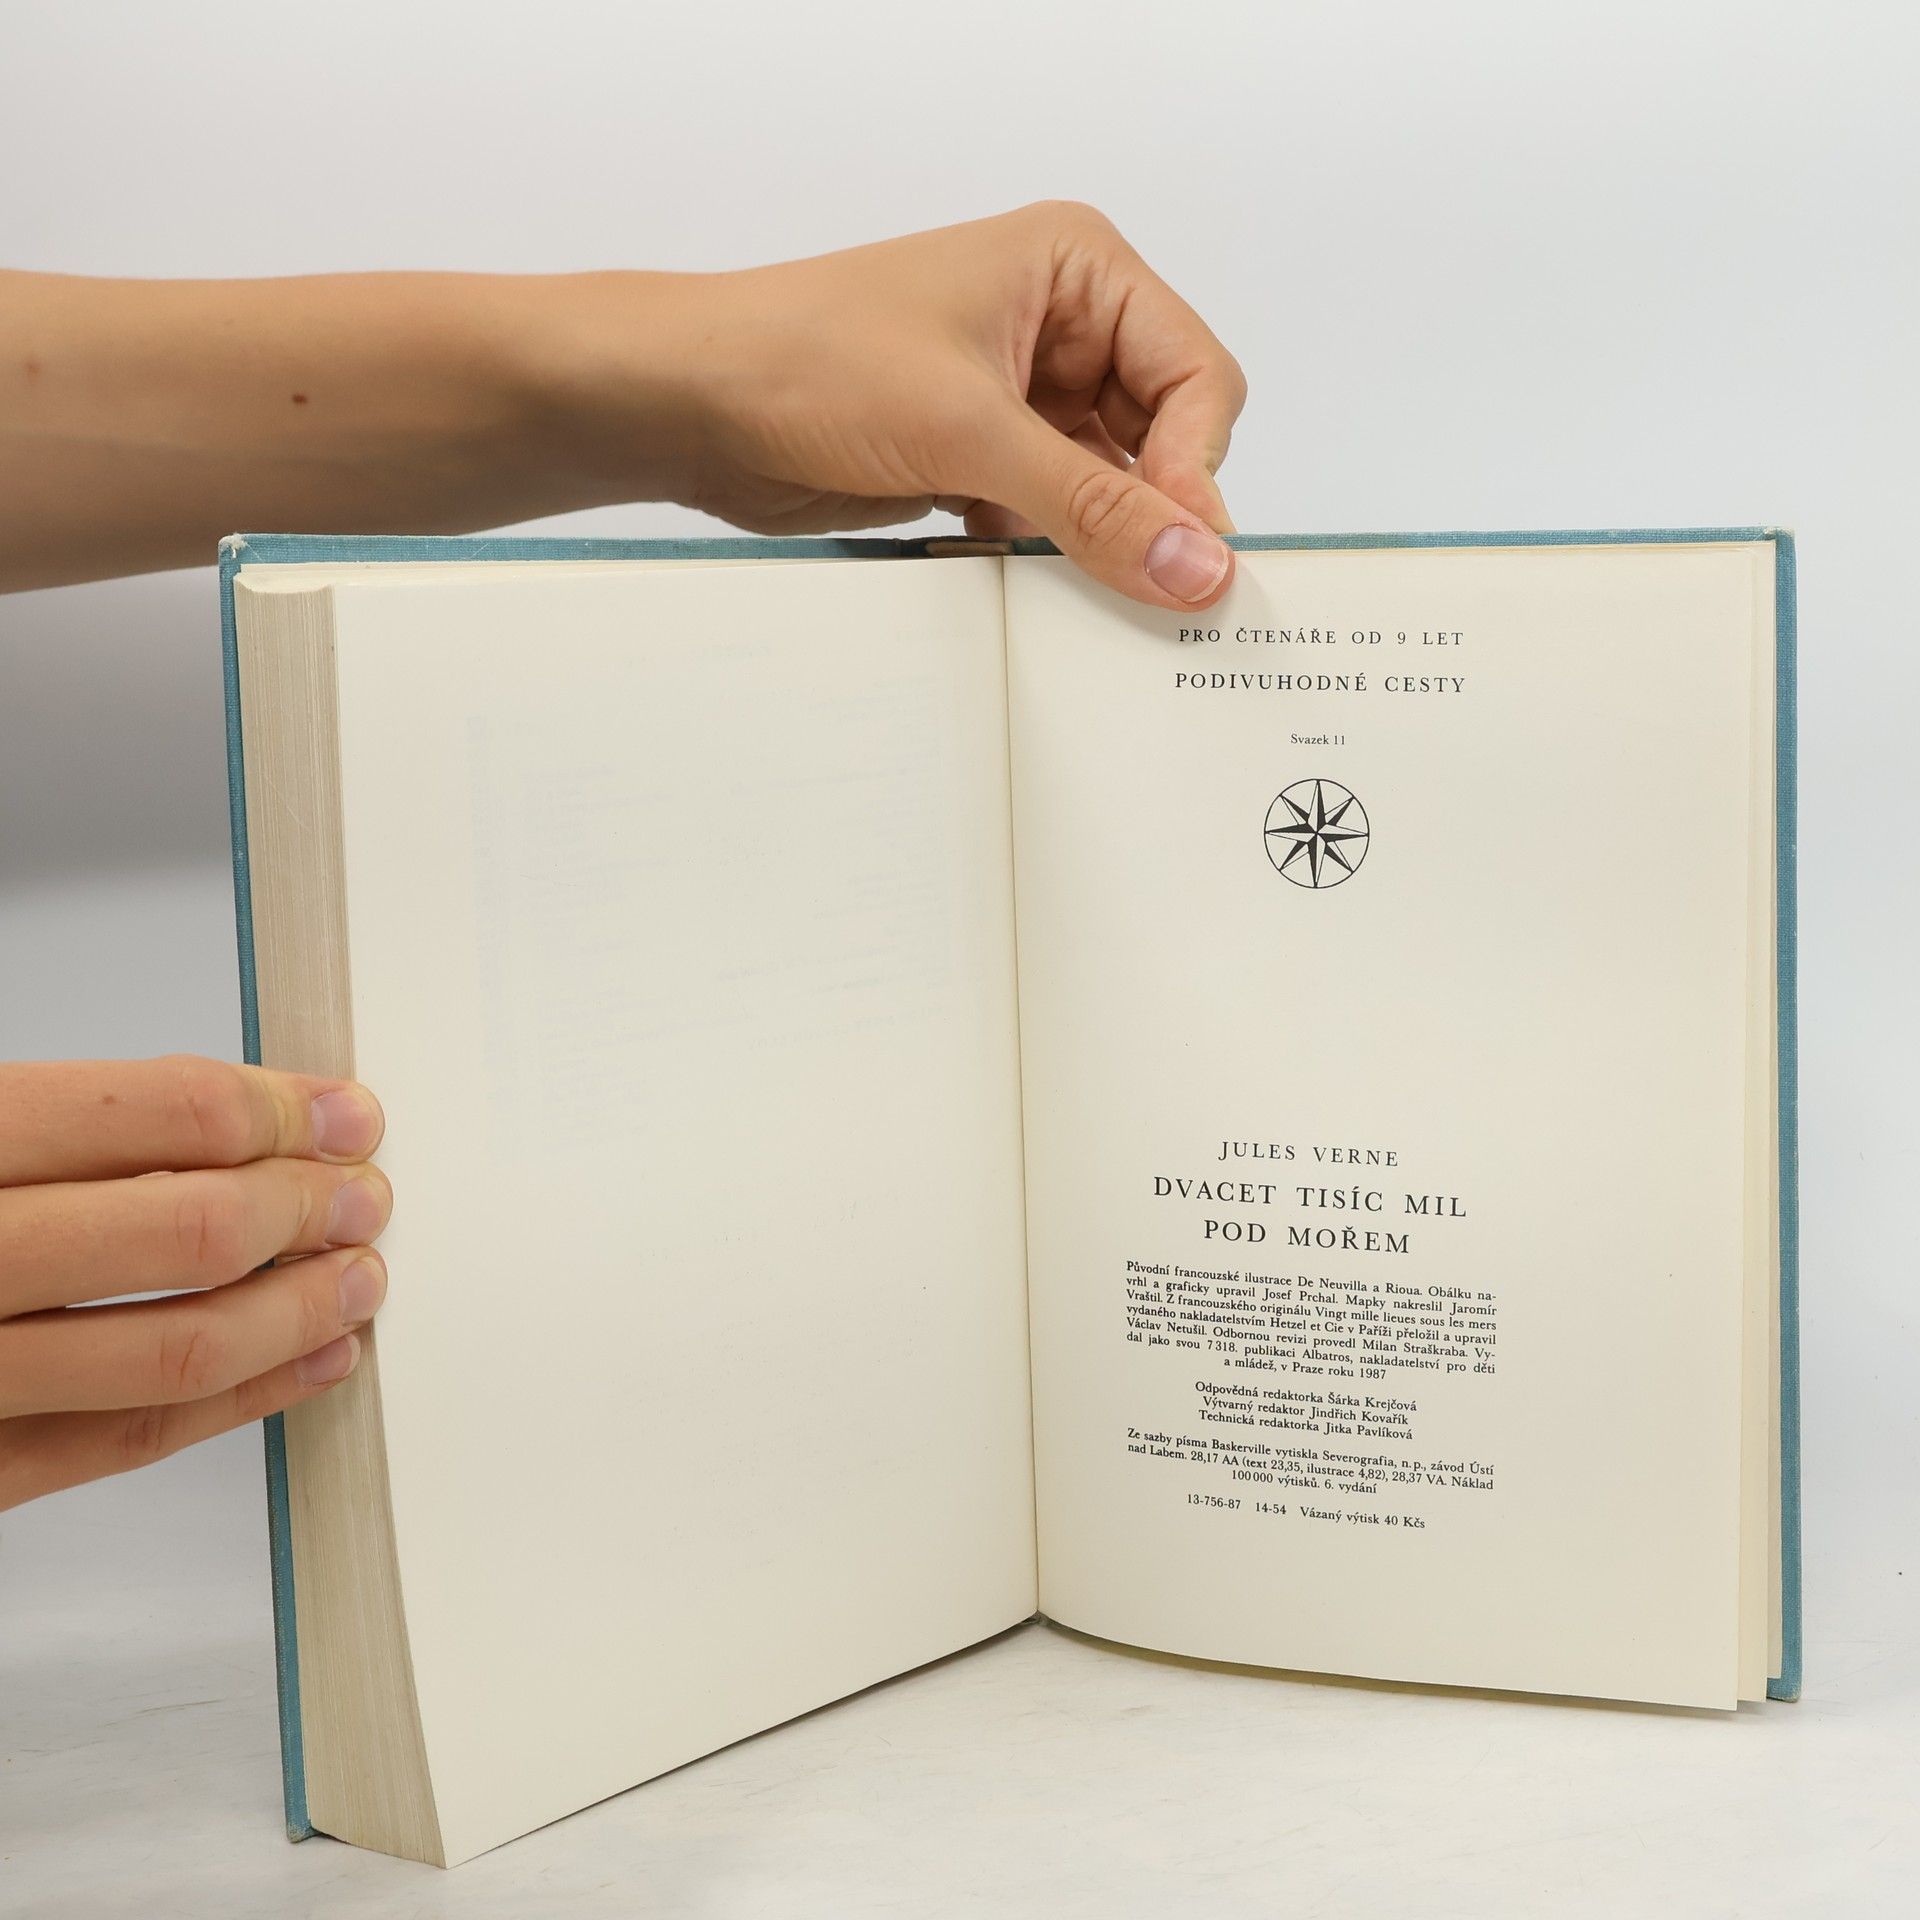 PRO ČTENÁŘE OD 9 LET
PODIVUHODNÉ CESTY
Svazek 11
JULES VERNE
DVACET TISÍC MIL
POD MOŘEM
Původní francouzské ilustrace De Neuvilla a Rioua. Obálku na-
vrhl a graficky upravil Josef Prchal. Mapky nakreslil Jaromír
Vraštil. Z francouzského originálu Vingt mille lieues sous les mers
vydaného nakladatelstvím Hetzel et Cie v Paříži přeložil a upravil
Václav Netušil. Odbornou revizi provedl Milan Straškraba. Vy-
dal jako svou 7 318. publikaci Albatros, nakladatelství pro děti
a mládež, v Praze roku 1987
Odpovědná redaktorka Šárka Krejčová
Výtvarný redaktor Jindřich Kovařík
Technická redaktorka Jitka Pavlíková
Ze sazby písma Baskerville vytiskla Severografia, n. p., závod Ústí
nad Labem. 28,17 AA (text 23,35, ilustrace 4,82), 28,37 VA. Náklad
100 000 výtisků. 6. vydání
13-756-87 14-54 Vázaný výtisk 40 Kčs